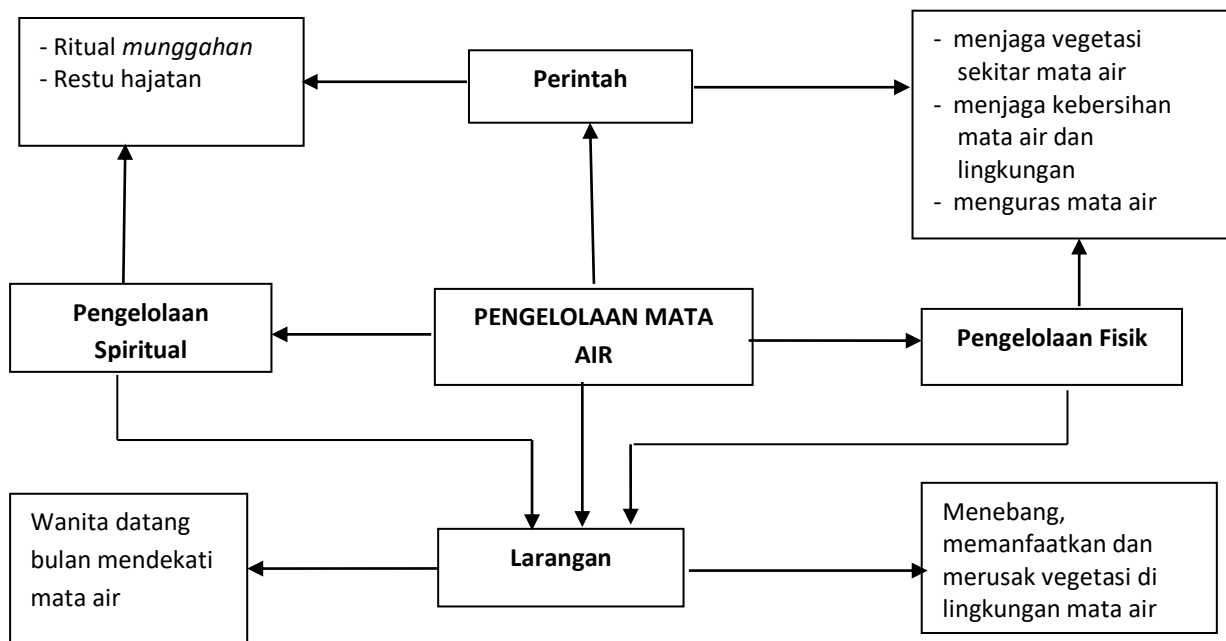 - Ritual munggahan
- Restu hajatan
Perintah
- menjaga vegetasi
sekitar mata air
- menjaga kebersihan
mata air dan
lingkungan
- menguras mata air
Pengelolaan
Spiritual
PENGELOLAAN MATA
AIR
Pengelolaan Fisik
Wanita datang
bulan mendekati
mata air
Larangan
Menebang,
memanfaatkan dan
merusak vegetasi di
lingkungan mata air